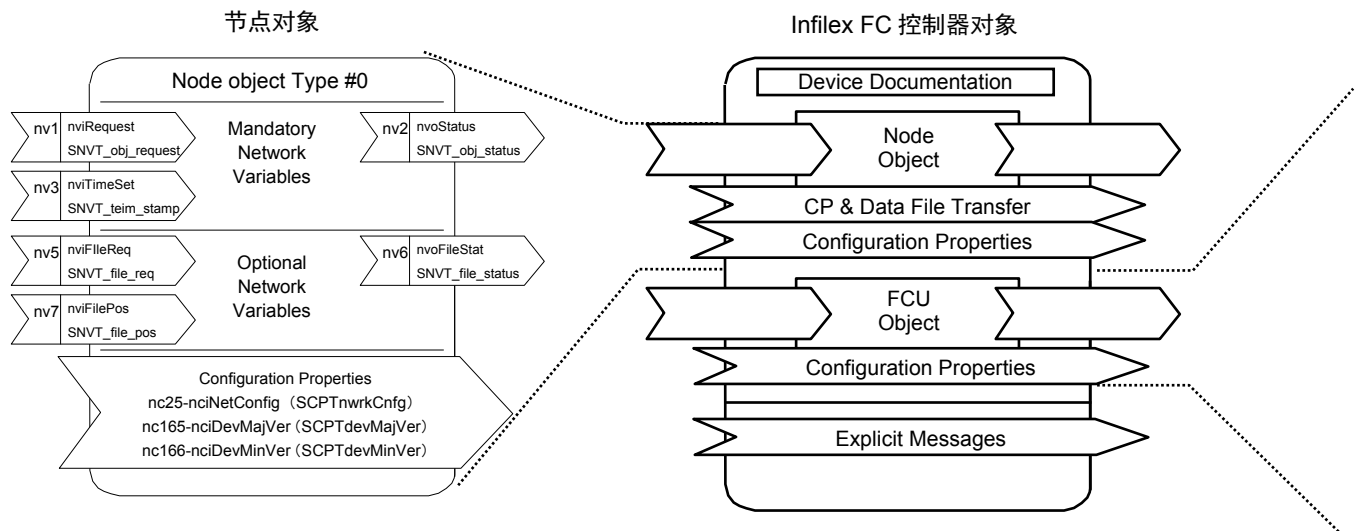 节点对象
Node object Type #0
nv1 nviRequest
SNVT_obj_request
Mandatory
Network
Variables
nv2 nvoStatus
SNVT_obj_status
nv3 nviTimeSet
SNVT_teim_stamp
nv5 nviFIleReq
SNVT_file_req
Optional
Network
Variables
nv6 nvoFileStat
SNVT_file_status
nv7 nviFilePos
SNVT_file_pos
Configuration Properties
nc25-nciNetConfig（SCPTnwrkCnfg）
nc165-nciDevMajVer（SCPTdevMajVer）
nc166-nciDevMinVer（SCPTdevMinVer）
Infilex FC 控制器对象
Device Documentation
Node
Object
CP & Data File Transfer
Configuration Properties
FCU
Object
Configuration Properties
Explicit Messages